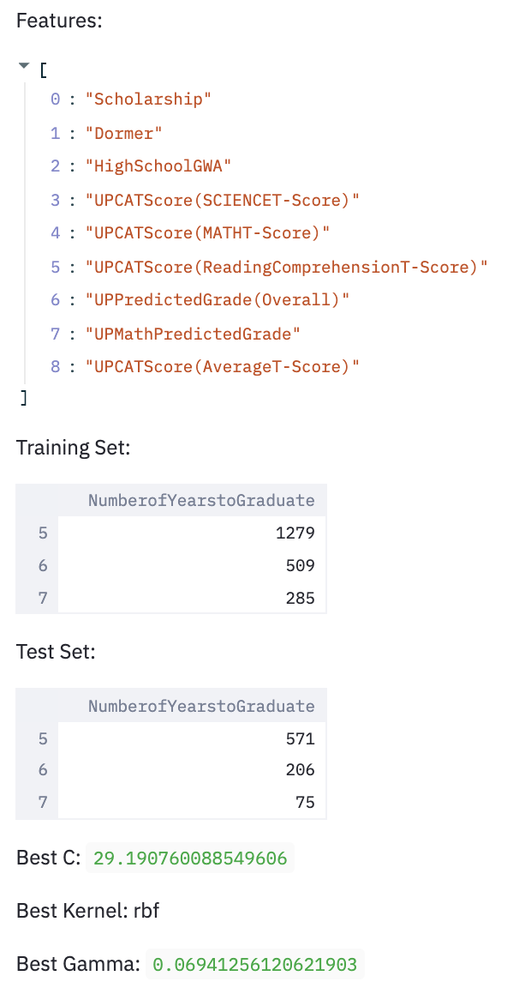 Features:
[
0 : "Scholarship"
1 : "Dormer"
2 : "HighSchoolGWA"
3 : "UPCATScore(SCIENCET-Score)"
4 : "UPCATScore(MATHT-Score)"
5 : "UPCATScore(ReadingComprehensionT-Score)"
6 : "UPPredictedGrade(Overall)"
7 : "UPMathPredictedGrade"
8 : "UPCATScore(AverageT-Score)"
]
Training Set:
NumberofYearstoGraduate
5 1279
6 509
7 285
Test Set:
NumberofYearstoGraduate
5 571
6 206
7 75
Best C: 29.190760088549606
Best Kernel: rbf
Best Gamma: 0.06941256120621903